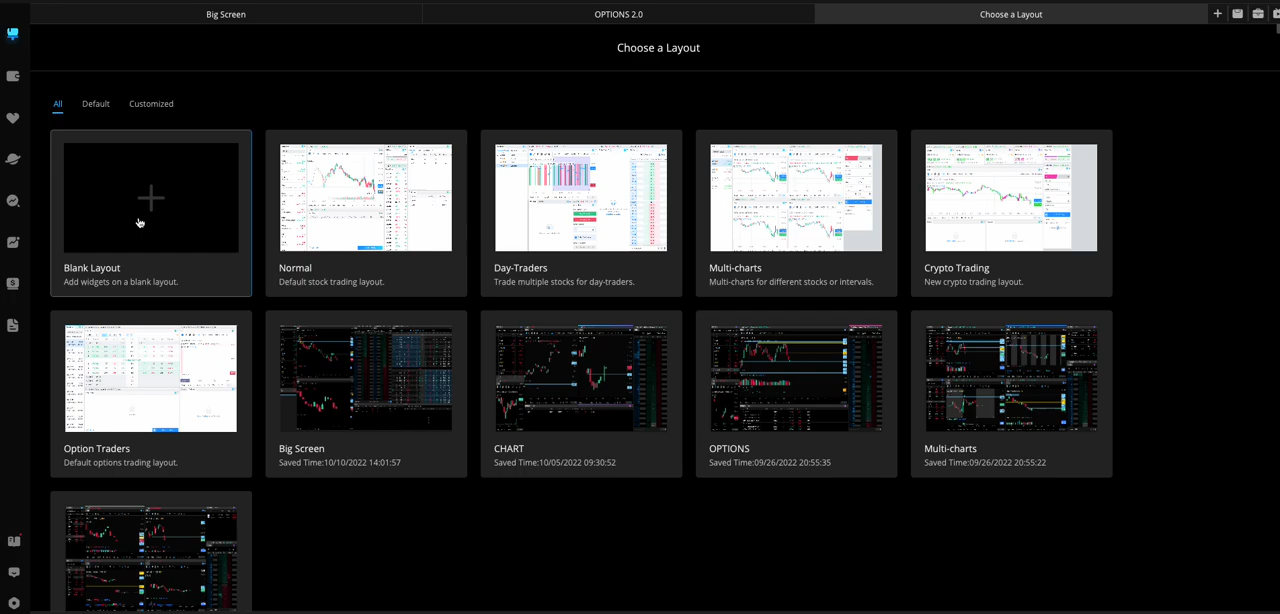 Big Screen
OPTIONS 2.0
Choose a Layout
Choose a Layout
All
Default
Customized
Blank Layout
Add widgets on a blank layout.
Normal
Default stock trading layout.
Day-Traders
Trade multiple stocks for day-traders.
Multi-charts
Multi-charts for different stocks or intervals.
Crypto Trading
New crypto trading layout.
Option Traders
Default options trading layout.
Big Screen
Saved Time:10/10/2022 14:01:57
CHART
Saved Time:10/05/2022 09:30:52
OPTIONS
Saved Time:09/26/2022 20:55:35
Multi-charts
Saved Time:09/26/2022 20:55:22